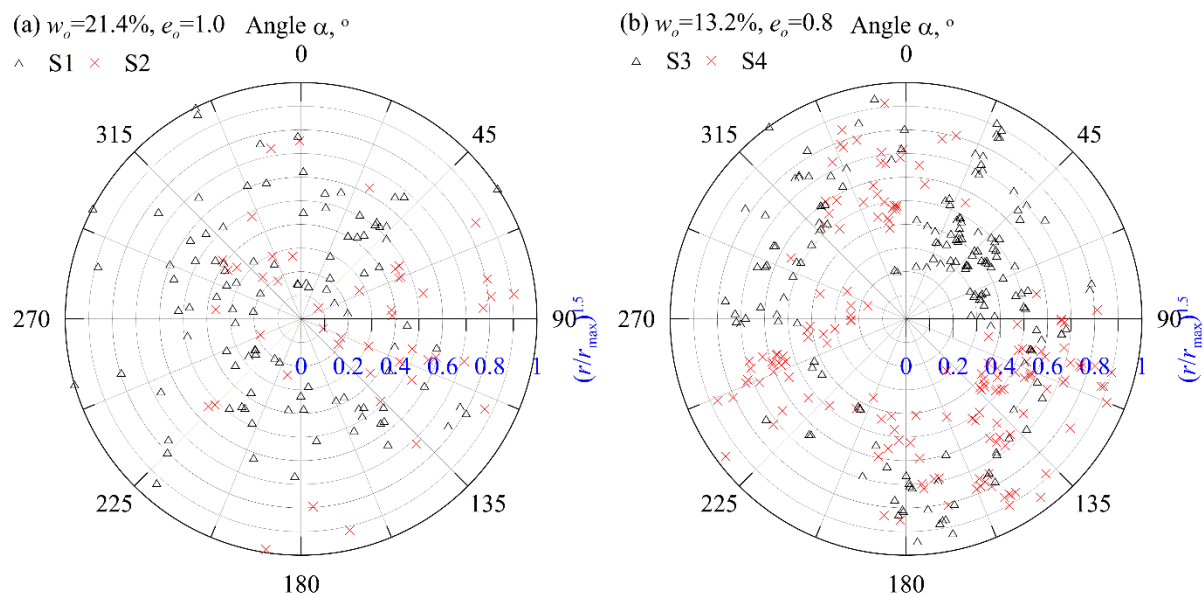 (a) wₒ=21.4%, eₒ=1.0 Angle α, °
S1 S2
0
45
90
135
180
225
270
315
0 0.2 0.4 0.6 0.8 1
(r/rₘₐₓ)¹·⁵
(b) wₒ=13.2%, eₒ=0.8 Angle α, °
S3 S4
0
45
90
135
180
225
270
315
0 0.2 0.4 0.6 0.8 1
(r/rₘₐₓ)¹·⁵